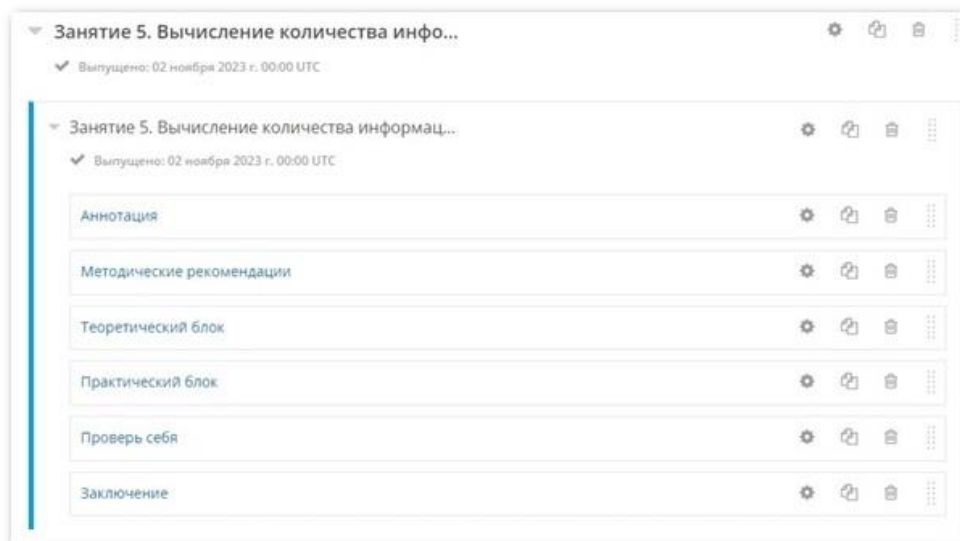 Занятие 5. Вычисление количества инфо...
Выпущено: 02 ноября 2023 г. 00:00 UTC
Занятие 5. Вычисление количества информац...
Выпущено: 02 ноября 2023 г. 00:00 UTC
Аннотация
Методические рекомендации
Теоретический блок
Практический блок
Проверь себя
Заключение